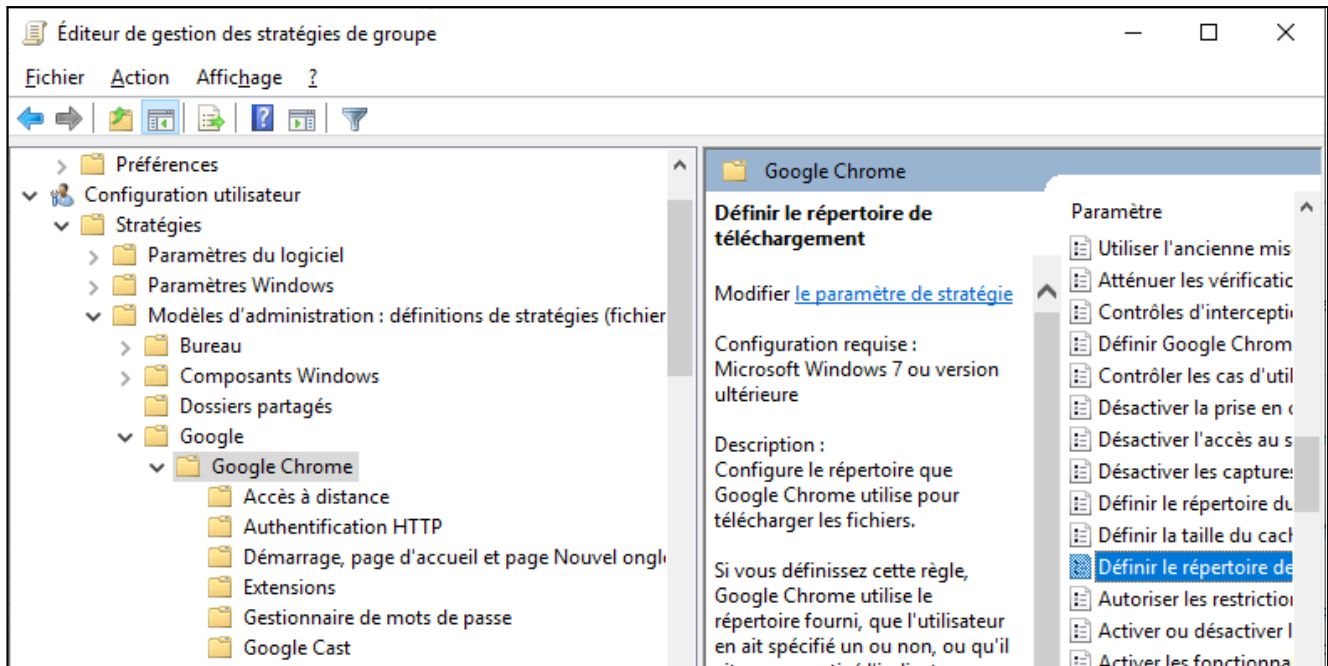 Éditeur de gestion des stratégies de groupe
Fichier Action Affichage ?
Préférences
Configuration utilisateur
Stratégies
Paramètres du logiciel
Paramètres Windows
Modèles d'administration : définitions de stratégies (fichier
Bureau
Composants Windows
Dossiers partagés
Google
Google Chrome
Accès à distance
Authentification HTTP
Démarrage, page d'accueil et page Nouvel ongl
Extensions
Gestionnaire de mots de passe
Google Cast
Google Chrome
Définir le répertoire de
téléchargement
Modifier le paramètre de stratégie
Configuration requise :
Microsoft Windows 7 ou version
ultérieure
Description :
Configure le répertoire que
Google Chrome utilise pour
télécharger les fichiers.
Si vous définissez cette règle,
Google Chrome utilise le
répertoire fourni, que l'utilisateur
en ait spécifié un ou non, ou qu'il
Paramètre
Utiliser l'ancienne mis
Atténuer les vérificatic
Contrôles d'intercepti
Définir Google Chrom
Contrôler les cas d'util
Désactiver la prise en
Désactiver l'accès au s
Désactiver les captures
Définir le répertoire du
Définir la taille du cach
Définir le répertoire de
Autoriser les restriction
Activer ou désactiver l
Activer les fonctionna